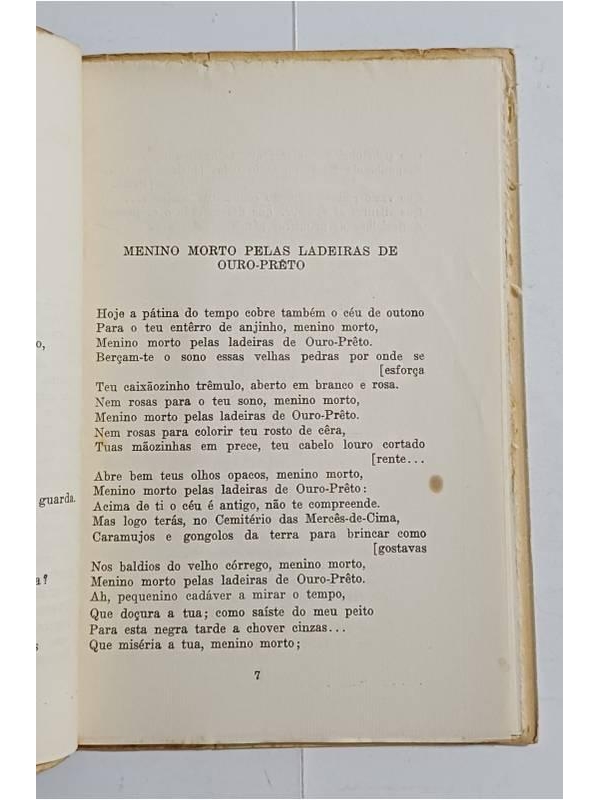 MENINO MORTO PELAS LADEIRAS DE
OURO-PRÊTO
Hoje a pátina do tempo cobre também o céu de outono
Para o teu entêrro de anjinho, menino morto,
Menino morto pelas ladeiras de Ouro-Prêto.
Berçam-te o sono essas velhas pedras por onde se
[esforça
Teu caixãozinho trêmulo, aberto em branco e rosa.
Nem rosas para o teu sono, menino morto,
Menino morto pelas ladeiras de Ouro-Prêto.
Nem rosas para colorir teu rosto de cêra,
Tuas mãozinhas em prece, teu cabelo louro cortado
[rente...
Abre bem teus olhos opacos, menino morto,
Menino morto pelas ladeiras de Ouro-Prêto:
Acima de ti o céu é antigo, não te compreende.
Mas logo terás, no Cemitério das Mercês-de-Cima,
Caramujos e gongolos da terra para brincar como
[gostavas
Nos baldios do velho córrego, menino morto,
Menino morto pelas ladeiras de Ouro-Prêto.
Ah, pequenino cadáver a mirar o tempo,
Que doçura a tua; como saíste do meu peito
Para esta negra tarde a chover cinzas...
Que miséria a tua, menino morto;
7
o,
guarda.
a?
s